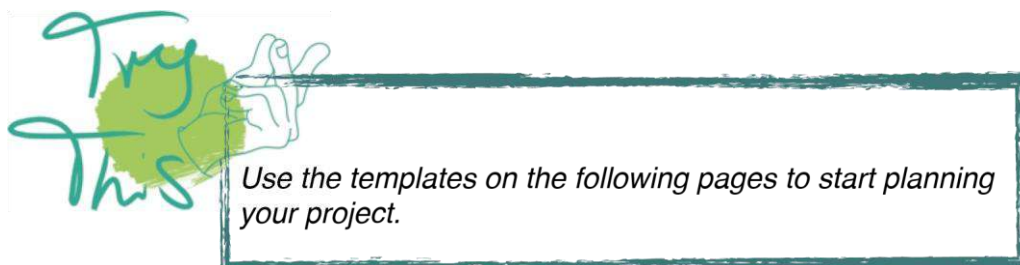 Try
This
Use the templates on the following pages to start planning
your project.